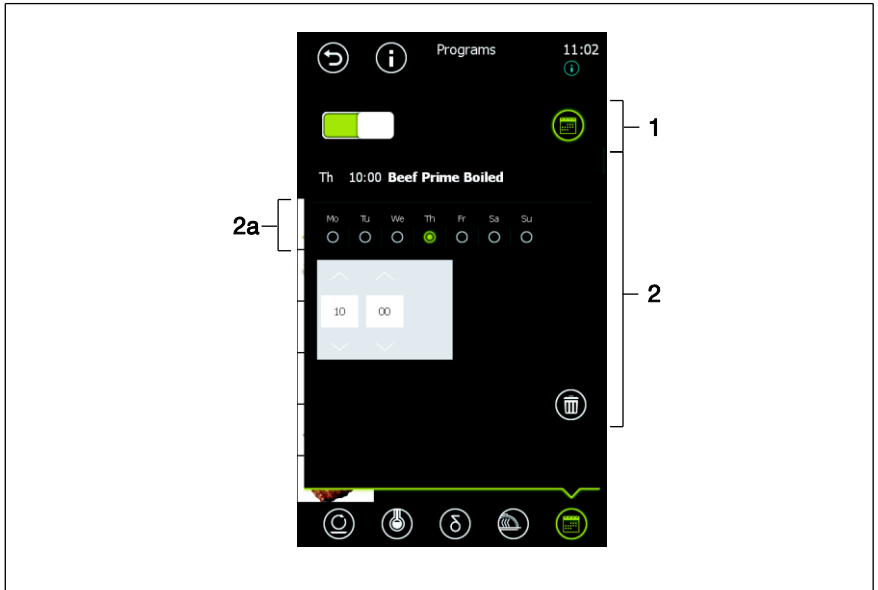 Programs 11:02
1
Th 10:00 Beef Prime Boiled
2a
Mo Tu We Th Fr Sa Su
2
10 00